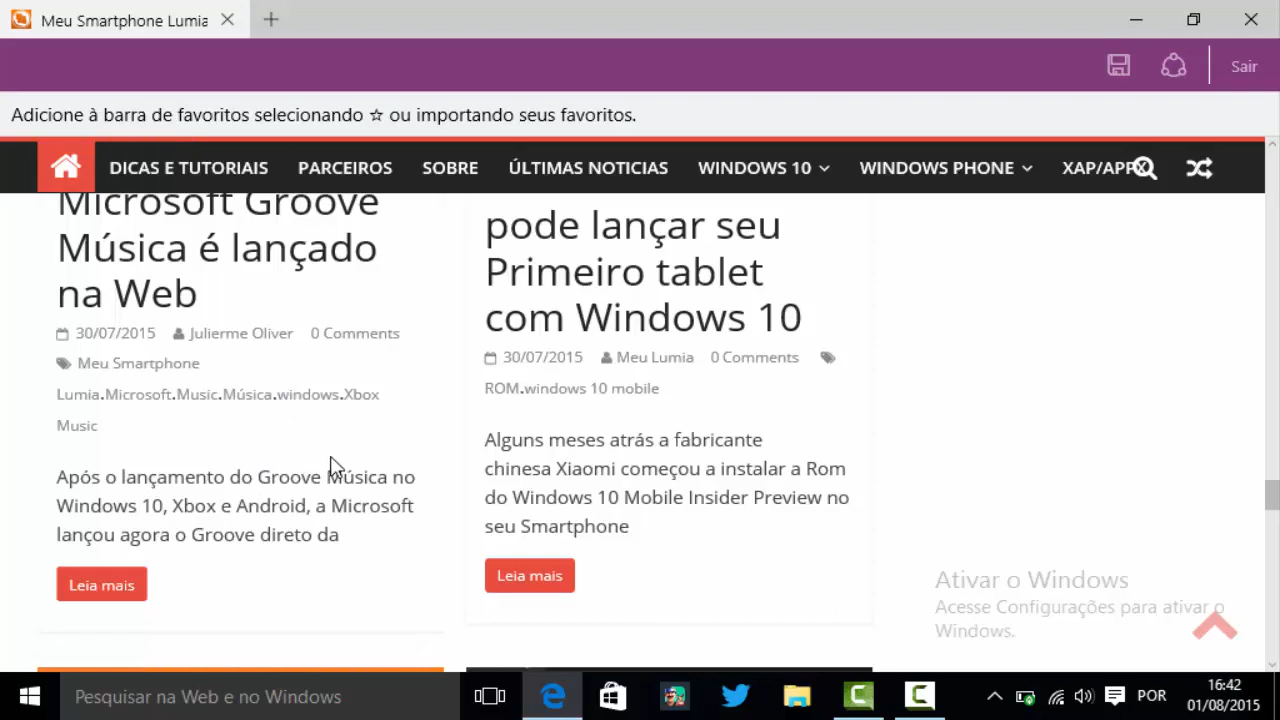 Meu Smartphone Lumia
Sair
Adicione à barra de favoritos selecionando ☆ ou importando seus favoritos.
DICAS E TUTORIAIS PARCEIROS SOBRE ÚLTIMAS NOTICIAS WINDOWS 10 WINDOWS PHONE XAP/APPX
Microsoft Groove
Música é lançado
na Web
30/07/2015 Julierme Oliver 0 Comments
Meu Smartphone
Lumia.Microsoft.Music.Música.windows.Xbox
Music
Após o lançamento do Groove Música no
Windows 10, Xbox e Android, a Microsoft
lançou agora o Groove direto da
Leia mais
pode lançar seu
Primeiro tablet
com Windows 10
30/07/2015 Meu Lumia 0 Comments
ROM.windows 10 mobile
Alguns meses atrás a fabricante
chinesa Xiaomi começou a instalar a Rom
do Windows 10 Mobile Insider Preview no
seu Smartphone
Leia mais
Ativar o Windows
Acesse Configurações para ativar o
Windows.
Pesquisar na Web e no Windows
POR
16:42
01/08/2015